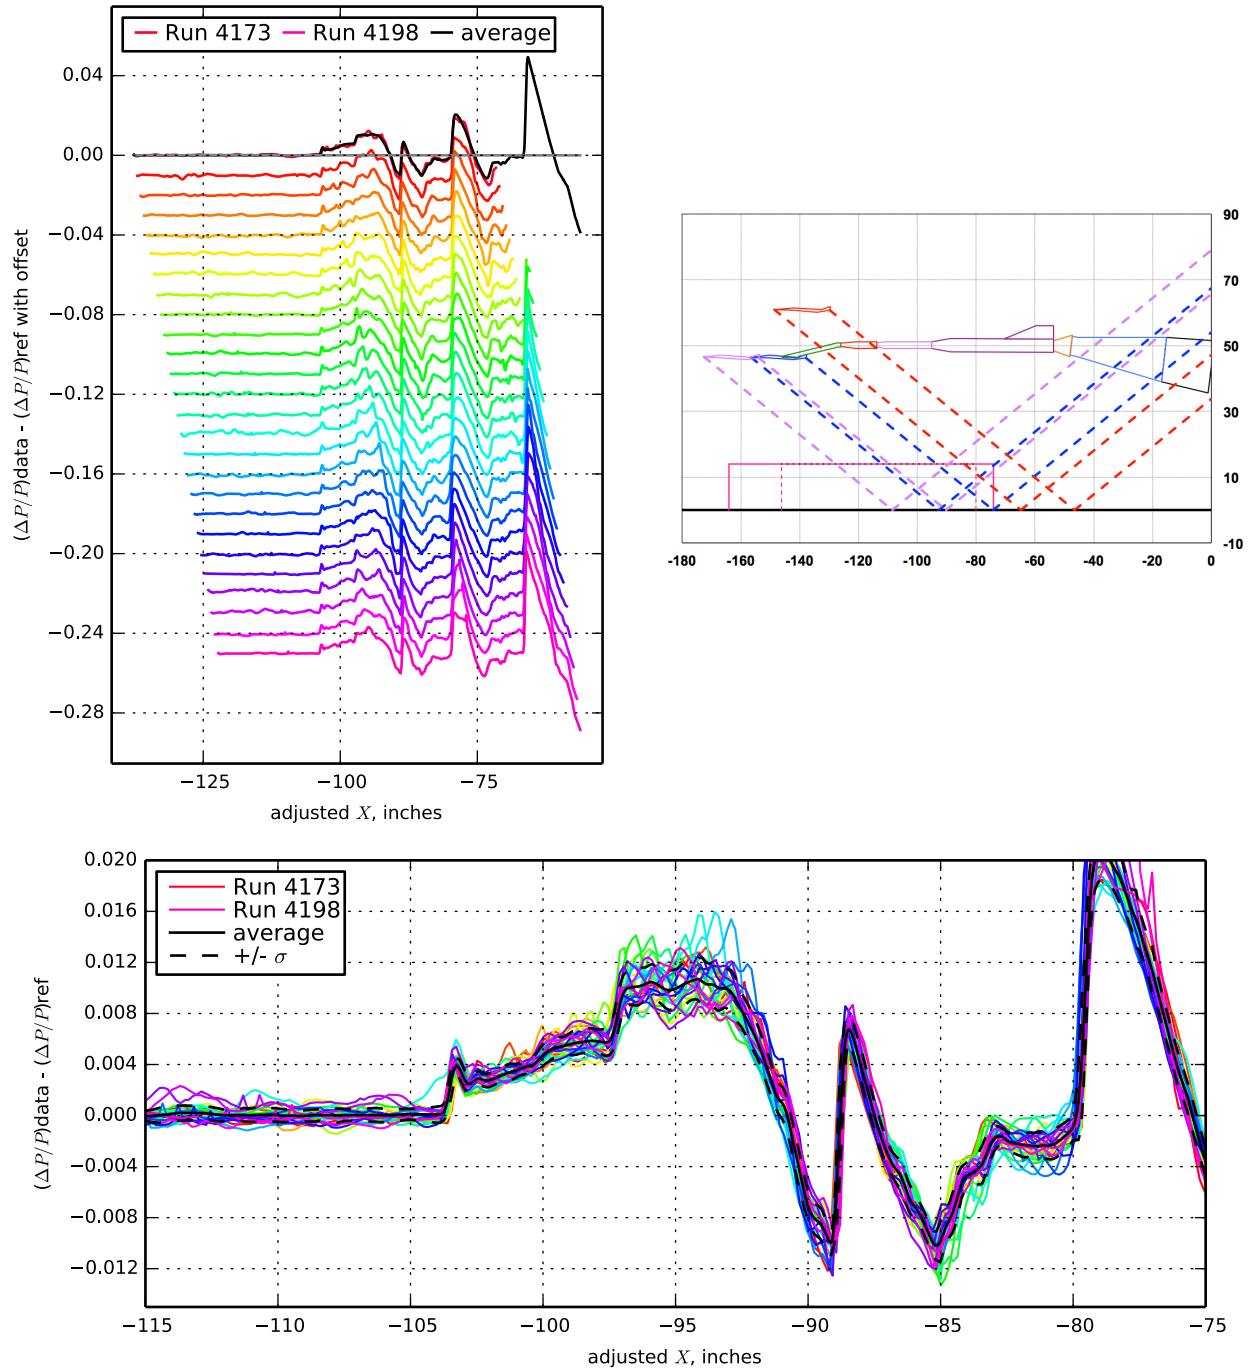 Run 4173 Run 4198 average
0.04
0.00
−0.04
−0.08
−0.12
−0.16
−0.20
−0.24
−0.28
(ΔP/P)data - (ΔP/P)ref with offset
−125 −100 −75
adjusted X, inches
90
70
50
30
10
-10
-180 -160 -140 -120 -100 -80 -60 -40 -20 0
Run 4173
Run 4198
average
+/- σ
0.020
0.016
0.012
0.008
0.004
0.000
−0.004
−0.008
−0.012
(ΔP/P)data - (ΔP/P)ref
−115 −110 −105 −100 −95 −90 −85 −80 −75
adjusted X, inches